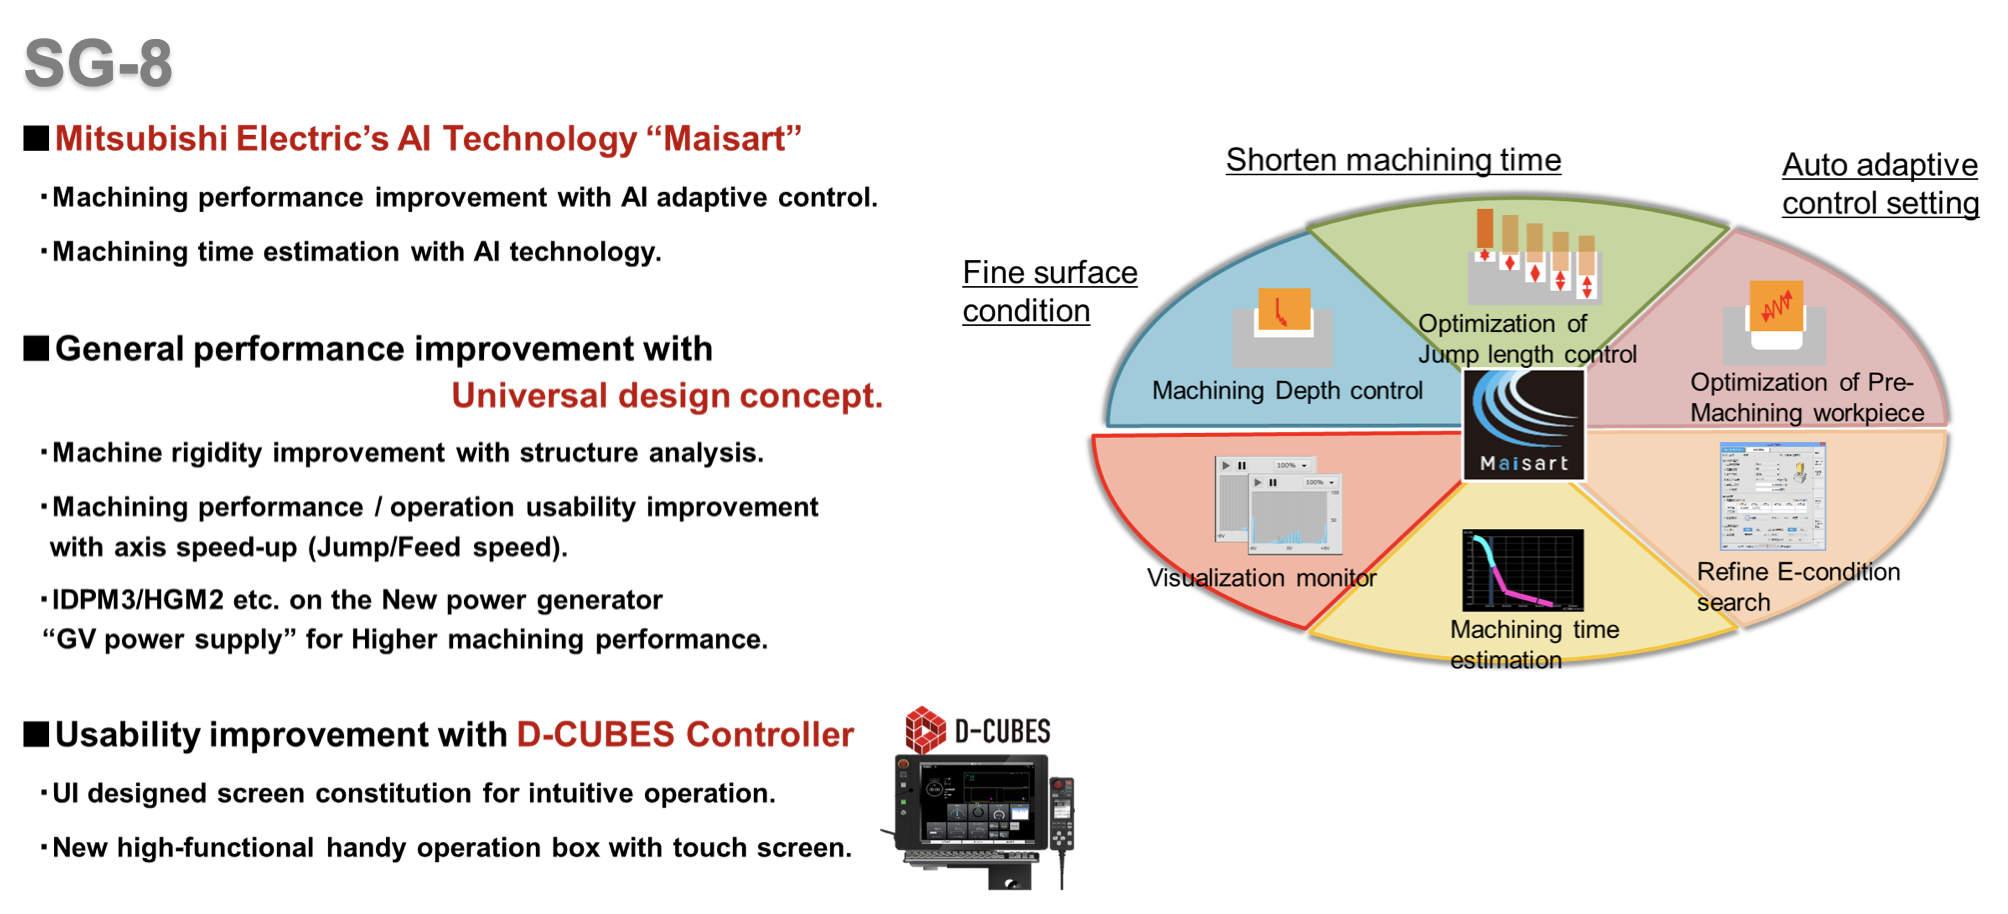 SG-8
■Mitsubishi Electric's AI Technology “Maisart”
・Machining performance improvement with AI adaptive control.
・Machining time estimation with AI technology.
■General performance improvement with
Universal design concept.
・Machine rigidity improvement with structure analysis.
・Machining performance / operation usability improvement
with axis speed-up (Jump/Feed speed).
・IDPM3/HGM2 etc. on the New power generator
“GV power supply” for Higher machining performance.
■Usability improvement with D-CUBES Controller
・UI designed screen constitution for intuitive operation.
・New high-functional handy operation box with touch screen.
D-CUBES
Shorten machining time
Auto adaptive
control setting
Fine surface
condition
Optimization of
Jump length control
Machining Depth control
Optimization of Pre-
Machining workpiece
Maisart
100%
100%
100
50
Visualization monitor
Machining time
estimation
Refine E-condition
search